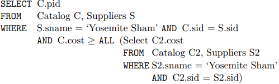 SELECT C.pid
FROM Catalog C, Suppliers S
WHERE S.sname = ‘Yosemite Sham’ AND C.sid = S.sid
AND C.cost ≥ ALL (Select C2.cost
FROM Catalog C2, Suppliers S2
WHERE S2.sname = ‘Yosemite Sham’
AND C2.sid = S2.sid)